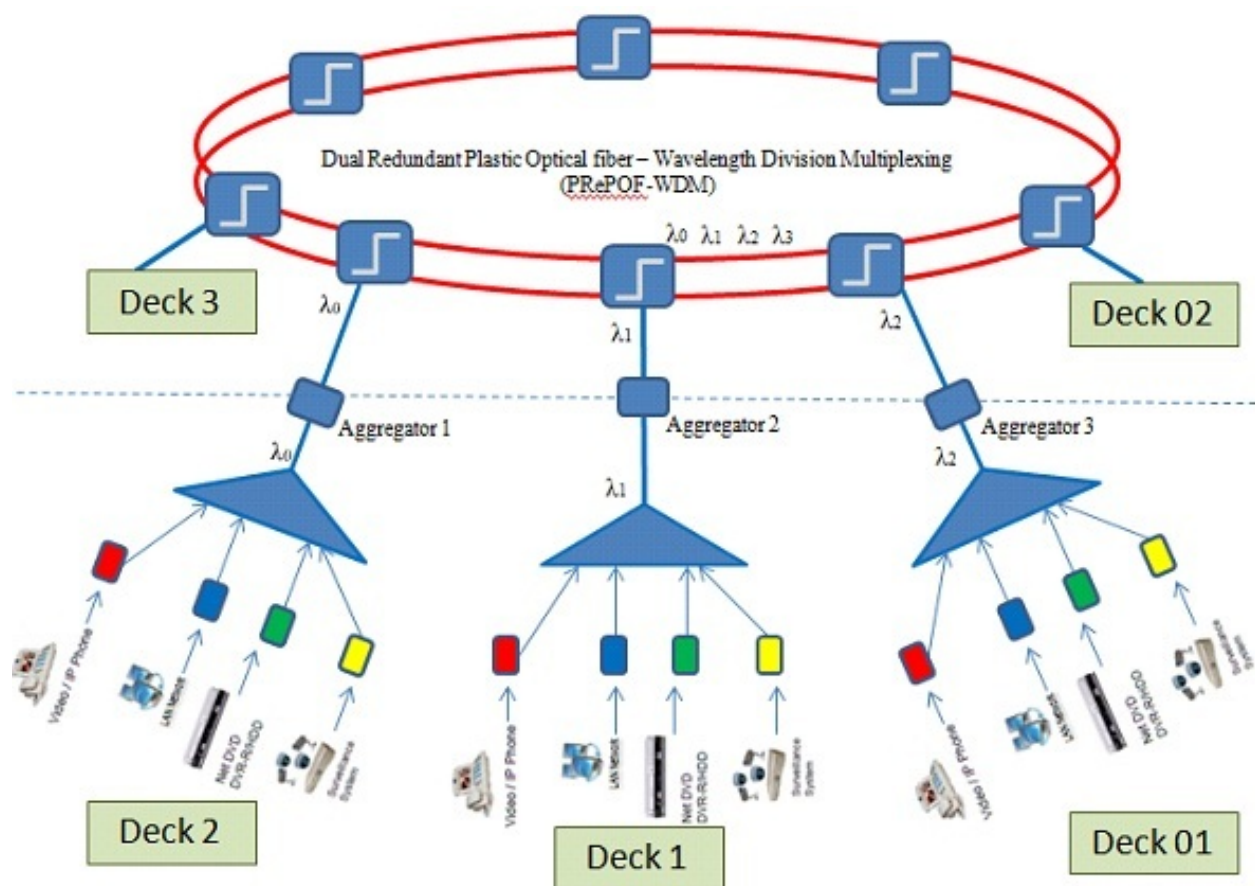 Dual Redundant Plastic Optical fiber – Wavelength Division Multiplexing
(PRePOF-WDM)
λ0 λ1 λ2 λ3
Deck 3
Deck 02
λ0
λ1
λ2
Aggregator 1
Aggregator 2
Aggregator 3
λ0
λ1
λ2
Video / IP Phone
Net DVD
DVR-R/HDD
Surveillance
System
Deck 2
Video / IP Phone
Net DVD
DVR-R/HDD
Surveillance
System
Deck 1
Video / IP Phone
Net DVD
DVR-R/HDD
Surveillance
System
Deck 01